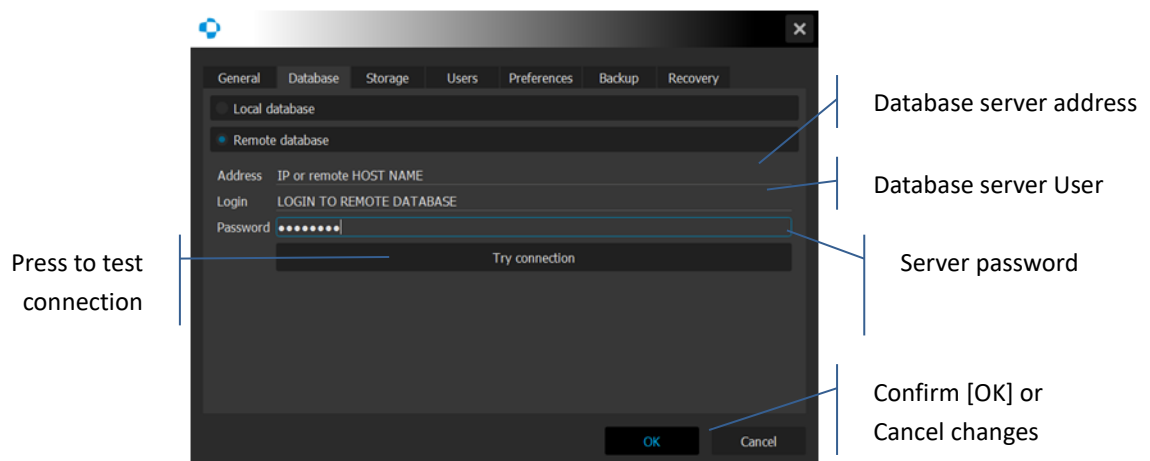 General Database Storage Users Preferences Backup Recovery
Local database
Remote database
Address IP or remote HOST NAME
Login LOGIN TO REMOTE DATABASE
Password ●●●●●●●●
Try connection
OK Cancel
Database server address
Database server User
Server password
Press to test
connection
Confirm [OK] or
Cancel changes